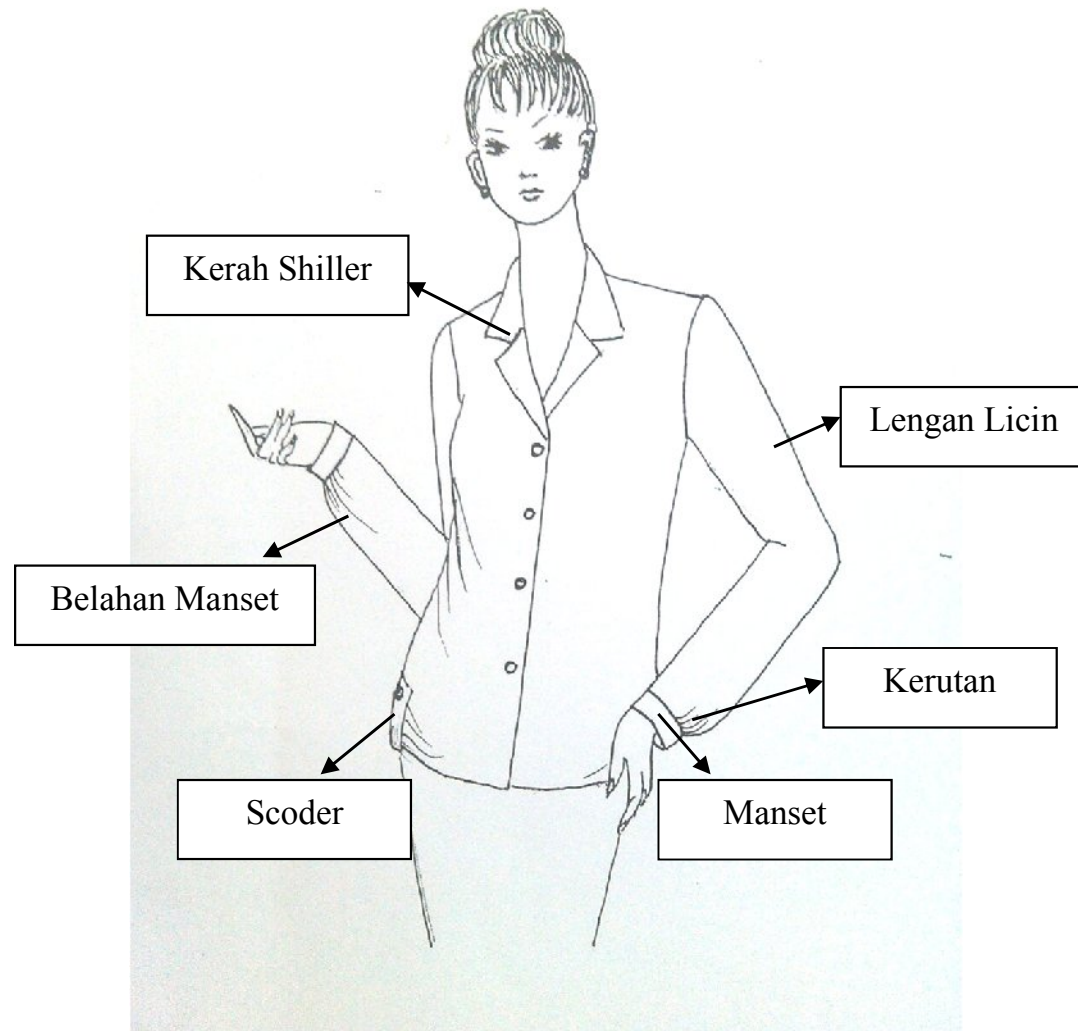 Kerah Shiller
Lengan Licin
Belahan Manset
Kerutan
Scoder
Manset